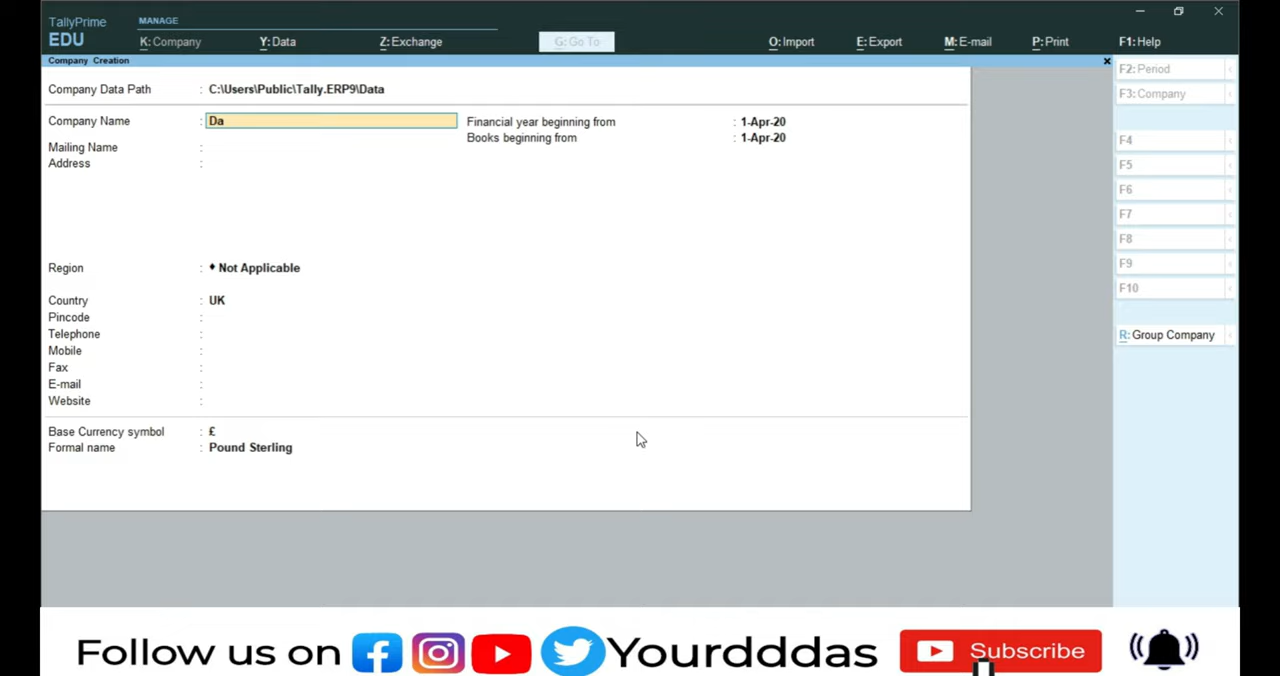 TallyPrime
EDU
MANAGE
K: Company
Y: Data
Z: Exchange
G: Go To
O: Import
E: Export
M: E-mail
P: Print
F1: Help
Company Creation
F2: Period
F3: Company
F4
F5
F6
F7
F8
F9
F10
R: Group Company
Company Data Path : C:\Users\Public\Tally.ERP9\Data
Company Name : Da
Financial year beginning from : 1-Apr-20
Books beginning from : 1-Apr-20
Mailing Name :
Address :
Region : ♦ Not Applicable
Country : UK
Pincode :
Telephone :
Mobile :
Fax :
E-mail :
Website :
Base Currency symbol : £
Formal name : Pound Sterling
Follow us on Yourdddas Subscribe